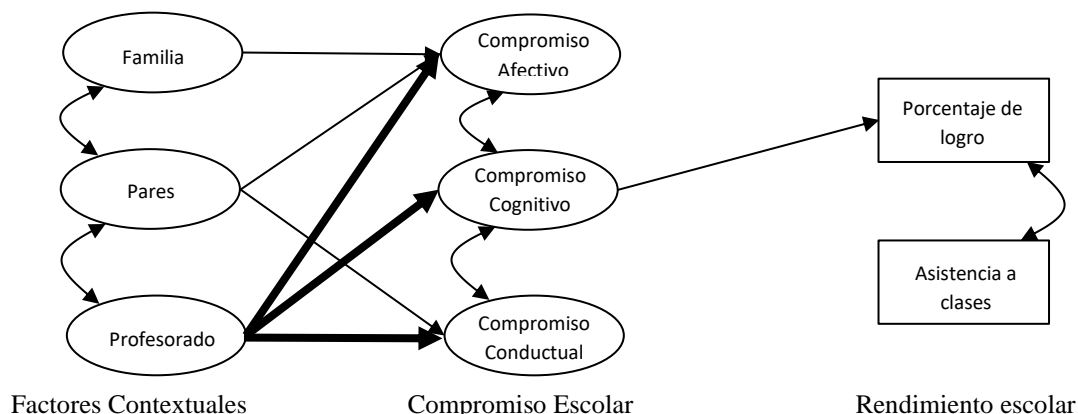 Familia
Compromiso
Afectivo
Porcentaje de
logro
Pares
Compromiso
Cognitivo
Asistencia a
clases
Profesorado
Compromiso
Conductual
Factores Contextuales
Compromiso Escolar
Rendimiento escolar